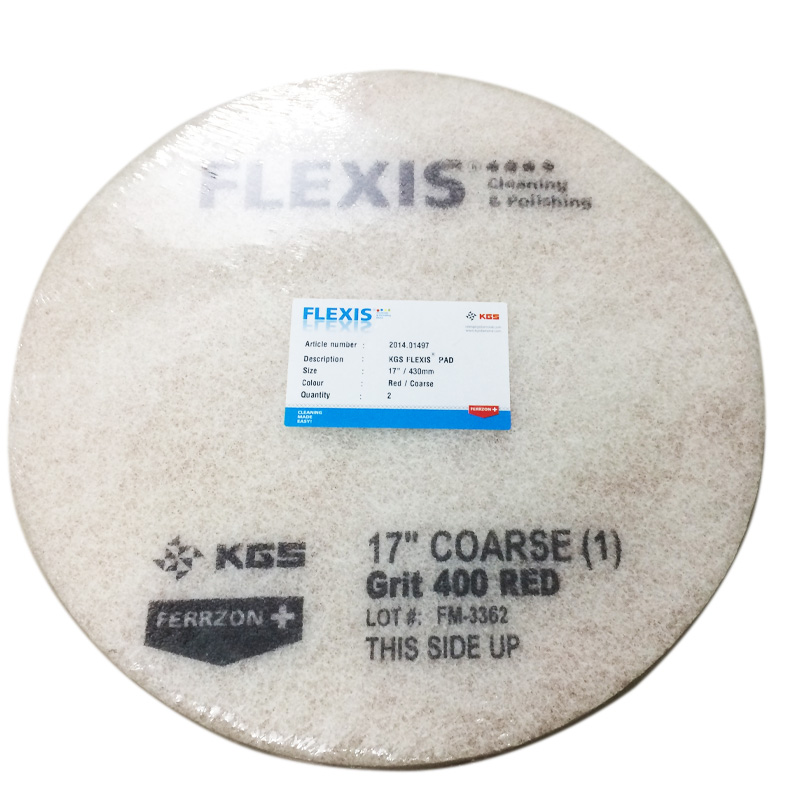 FLEXIS®
Cleaning
& Polishing
FLEXIS
KGS
Article number : 2014.01497
Description : KGS FLEXIS® PAD
Size : 17" / 430mm
Colour : Red / Coarse
Quantity : 2
CLEANING
MADE
EASY!
FERRZON +
KGS
FERRZON +
17" COARSE (1)
Grit 400 RED
LOT #: FM-3362
THIS SIDE UP